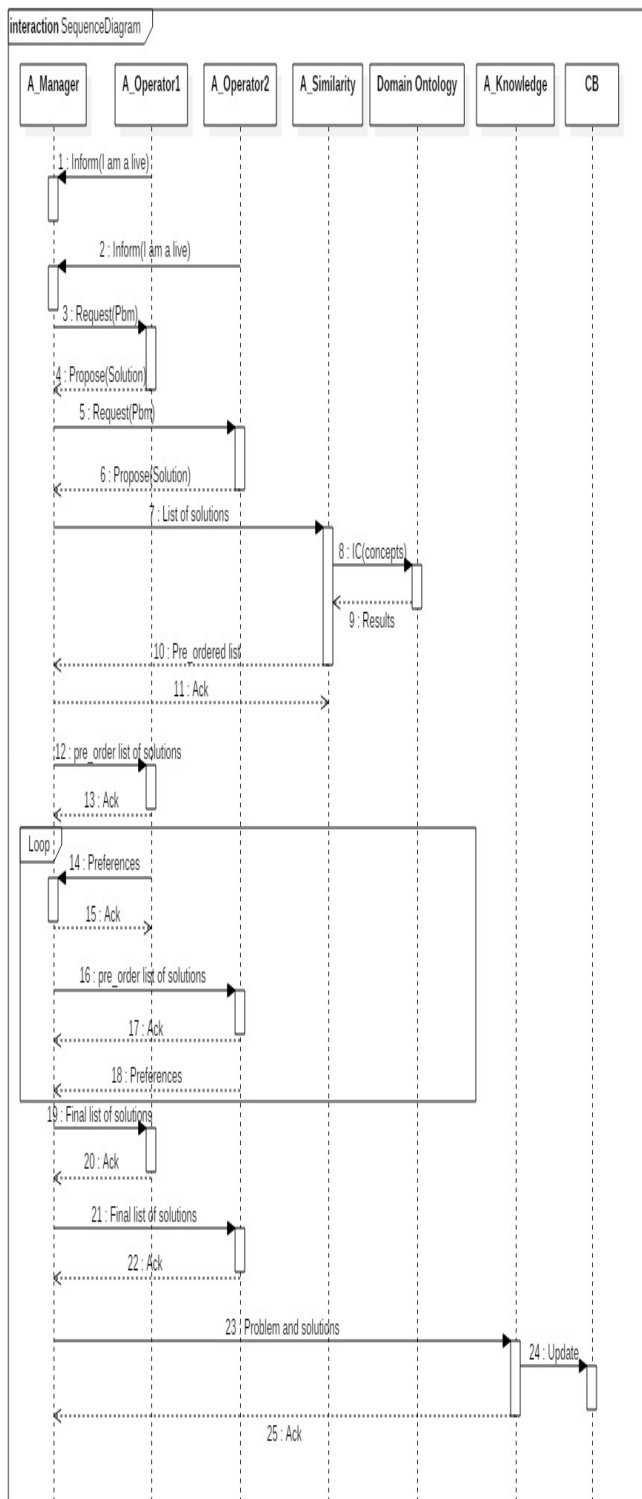 interaction SequenceDiagram
A_Manager
A_Operator1
A_Operator2
A_Similarity
Domain Ontology
A_Knowledge
CB
1 : Inform(I am a live)
2 : Inform(I am a live)
3 : Request(Pbm)
4 : Propose(Solution)
5 : Request(Pbm)
6 : Propose(Solution)
7 : List of solutions
8 : IC(concepts)
9 : Results
10 : Pre_ordered list
11 : Ack
12 : pre_order list of solutions
13 : Ack
Loop
14 : Preferences
15 : Ack
16 : pre_order list of solutions
17 : Ack
18 : Preferences
19 : Final list of solutions
20 : Ack
21 : Final list of solutions
22 : Ack
23 : Problem and solutions
24 : Update
25 : Ack